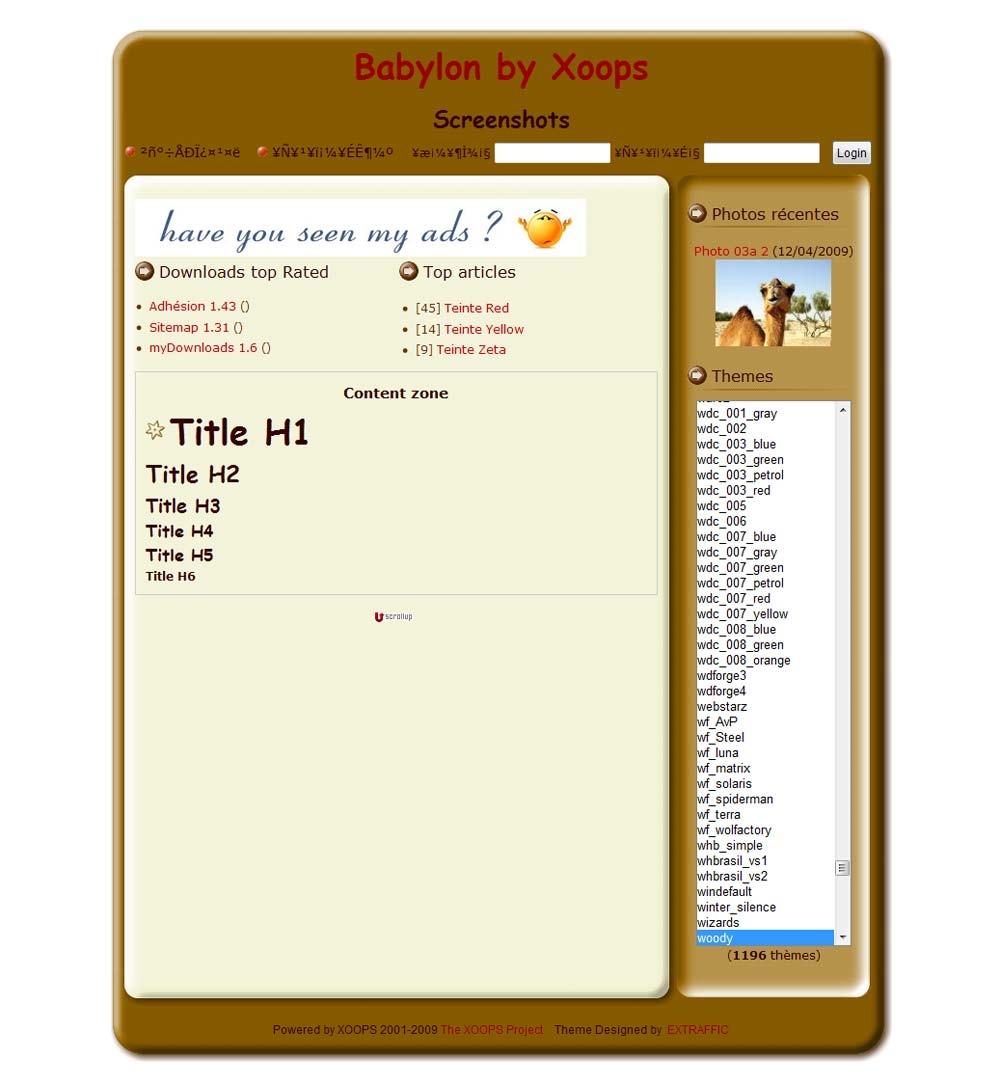 Babylon by Xoops
Screenshots
²ñº÷ÅÐÏ¿¤¹¤ë ¥Ñ¥¹¥ï¡¼¥ÉÊ¶¼º ¥æ¡¼¥¶Ì¾¡§ ¥Ñ¥¹¥ï¡¼¥É¡§ Login
have you seen my ads ?
Downloads top Rated
Adhésion 1.43 ()
Sitemap 1.31 ()
myDownloads 1.6 ()
Top articles
[45] Teinte Red
[14] Teinte Yellow
[9] Teinte Zeta
Content zone
Title H1
Title H2
Title H3
Title H4
Title H5
Title H6
scrollup
Photos récentes
Photo 03a 2 (12/04/2009)
Themes
wdc_001_gray
wdc_002
wdc_003_blue
wdc_003_green
wdc_003_petrol
wdc_003_red
wdc_005
wdc_006
wdc_007_blue
wdc_007_gray
wdc_007_green
wdc_007_petrol
wdc_007_red
wdc_007_yellow
wdc_008_blue
wdc_008_green
wdc_008_orange
wdforge3
wdforge4
webstarz
wf_AvP
wf_Steel
wf_luna
wf_matrix
wf_solaris
wf_spiderman
wf_terra
wf_wolfactory
whb_simple
whbrasil_vs1
whbrasil_vs2
windefault
winter_silence
wizards
woody
(1196 thèmes)
Powered by XOOPS 2001-2009 The XOOPS Project Theme Designed by EXTRAFFIC